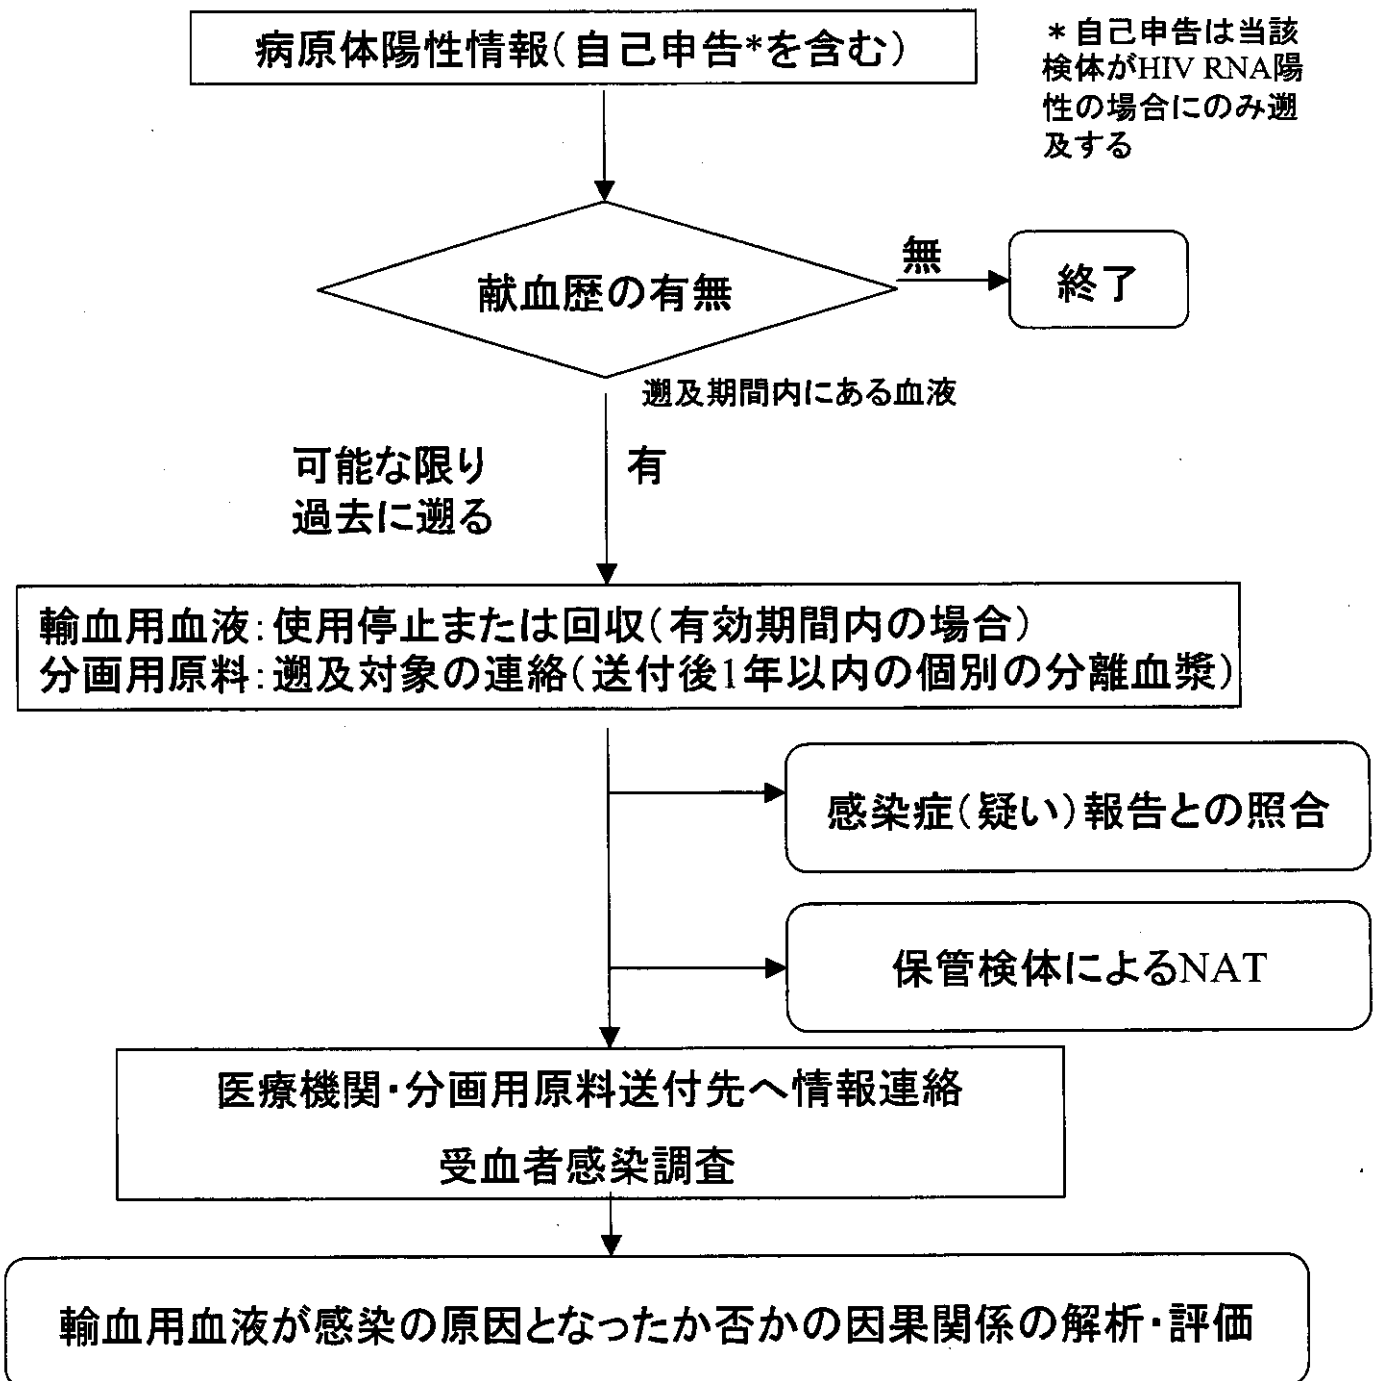 病原体陽性情報（自己申告*を含む）
＊自己申告は当該
検体がHIV RNA陽
性の場合にのみ遡
及する
献血歴の有無
無
終了
遡及期間内にある血液
可能な限り
過去に遡る
有
輸血用血液：使用停止または回収（有効期間内の場合）
分画用原料：遡及対象の連絡（送付後1年以内の個別の分離血漿）
感染症（疑い）報告との照合
保管検体によるNAT
医療機関・分画用原料送付先へ情報連絡
受血者感染調査
輸血用血液が感染の原因となったか否かの因果関係の解析・評価